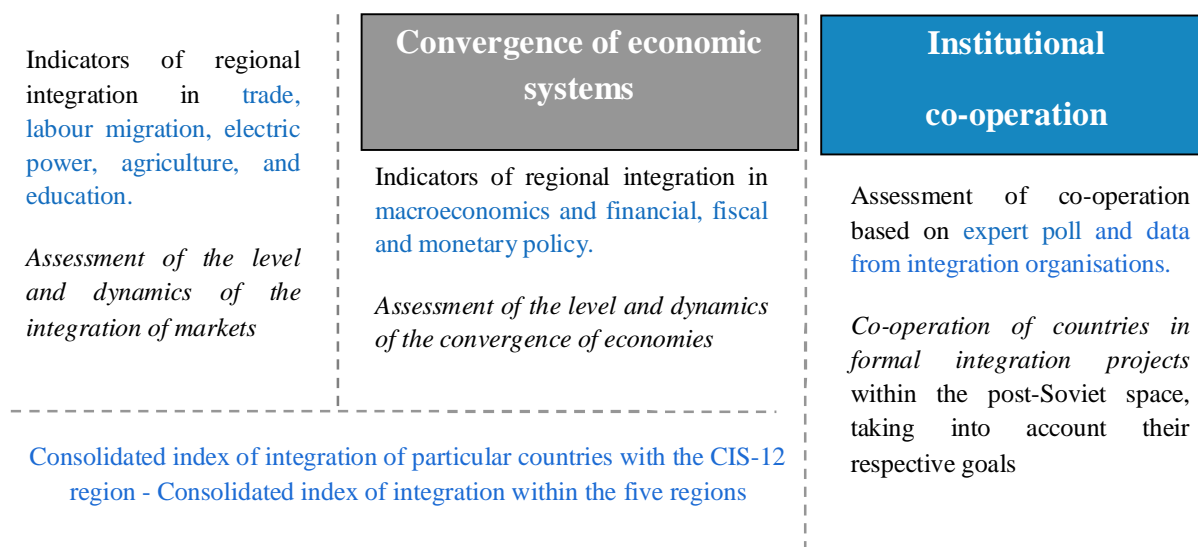 Indicators of regional
integration in trade,
labour migration, electric
power, agriculture, and
education.
Assessment of the level
and dynamics of the
integration of markets
Convergence of economic
systems
Indicators of regional integration in
macroeconomics and financial, fiscal
and monetary policy.
Assessment of the level and dynamics
of the convergence of economies
Consolidated index of integration of particular countries with the CIS-12
region - Consolidated index of integration within the five regions
Institutional
co-operation
Assessment of co-operation
based on expert poll and data
from integration organisations.
Co-operation of countries in
formal integration projects
within the post-Soviet space,
taking into account their
respective goals